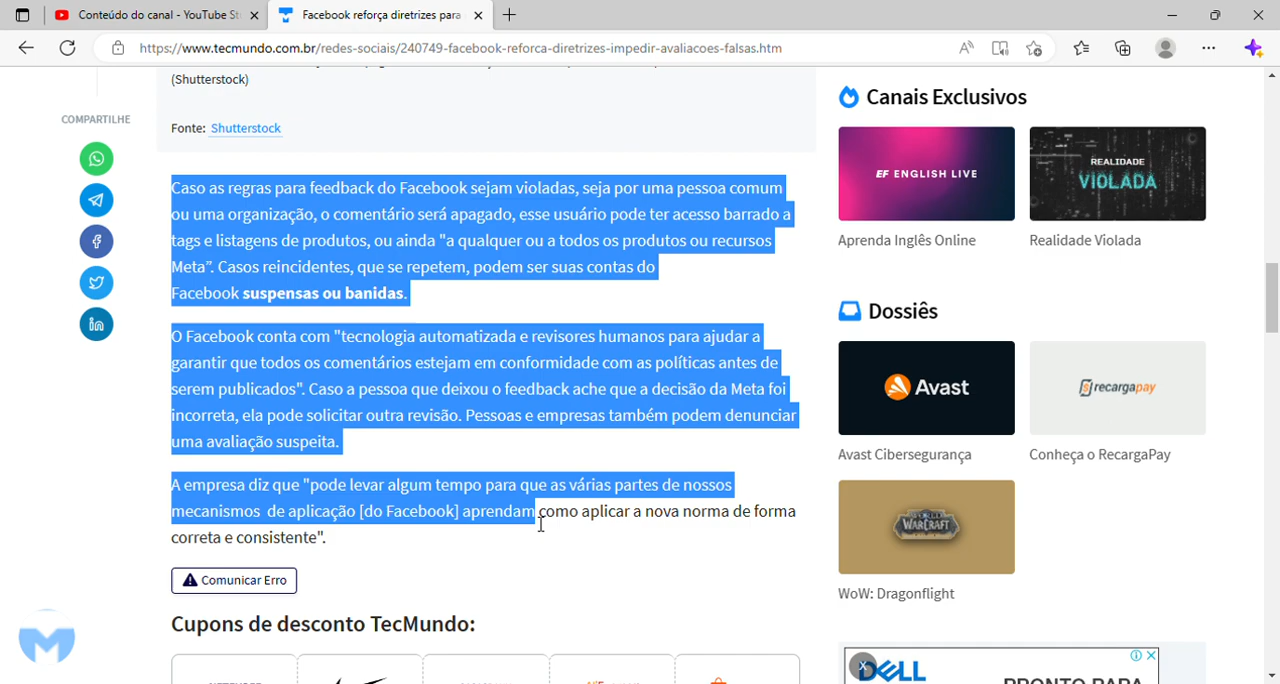 Conteúdo do canal - YouTube St
Facebook reforça diretrizes para
https://www.tecmundo.com.br/redes-sociais/240749-facebook-reforca-diretrizes-impedir-avaliacoes-falsas.htm
(Shutterstock)
Fonte: Shutterstock
COMPARTILHE
Caso as regras para feedback do Facebook sejam violadas, seja por uma pessoa comum
ou uma organização, o comentário será apagado, esse usuário pode ter acesso barrado a
tags e listagens de produtos, ou ainda "a qualquer ou a todos os produtos ou recursos
Meta”. Casos reincidentes, que se repetem, podem ser suas contas do
Facebook suspensas ou banidas.
O Facebook conta com "tecnologia automatizada e revisores humanos para ajudar a
garantir que todos os comentários estejam em conformidade com as políticas antes de
serem publicados". Caso a pessoa que deixou o feedback ache que a decisão da Meta foi
incorreta, ela pode solicitar outra revisão. Pessoas e empresas também podem denunciar
uma avaliação suspeita.
A empresa diz que "pode levar algum tempo para que as várias partes de nossos
mecanismos de aplicação [do Facebook] aprendam como aplicar a nova norma de forma
correta e consistente".
Comunicar Erro
Cupons de desconto TecMundo:
Canais Exclusivos
EF ENGLISH LIVE
REALIDADE
VIOLADA
Aprenda Inglês Online
Realidade Violada
Dossiês
Avast
recargapay
Avast Cibersegurança
Conheça o RecargaPay
WARCRAFT
WoW: Dragonflight
DELL
PRONTO PARA